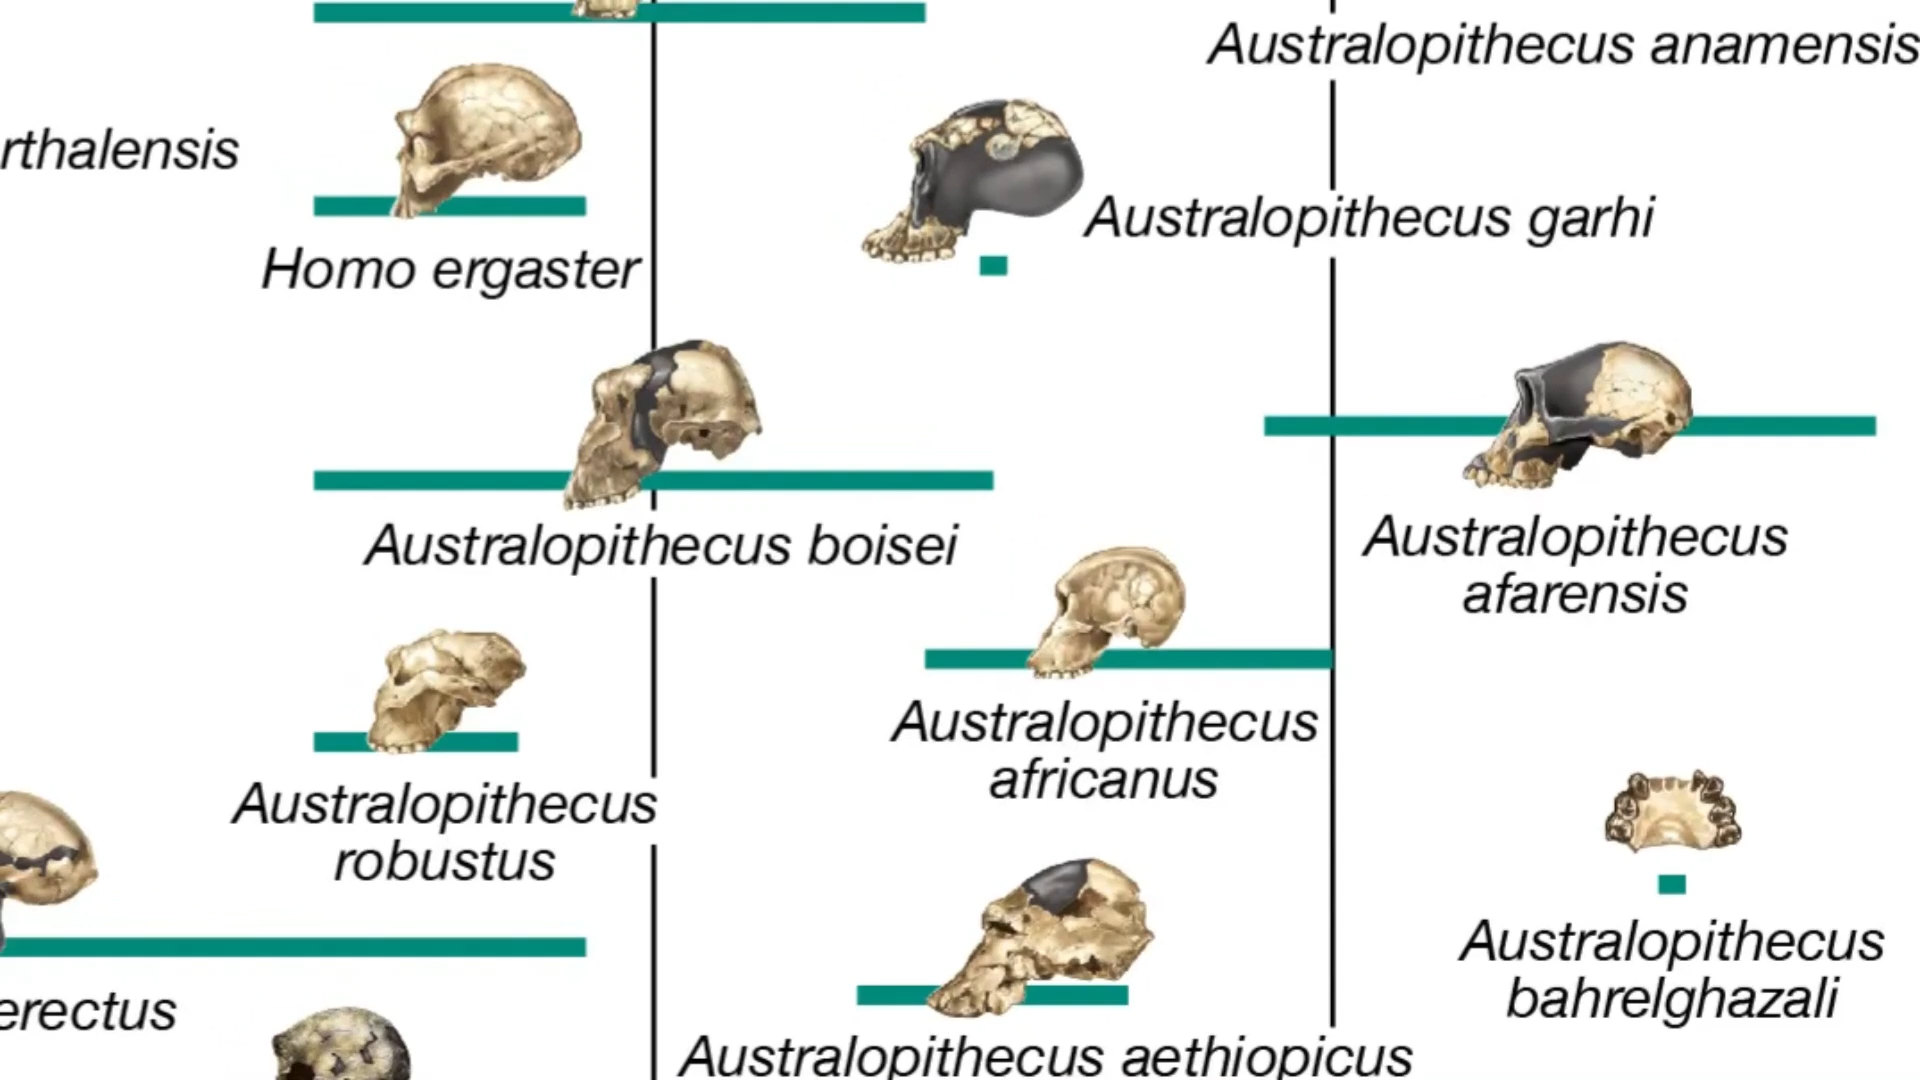 Australopithecus anamensis
rthalensis
Australopithecus garhi
Homo ergaster
Australopithecus boisei
Australopithecus
afarensis
Australopithecus
africanus
Australopithecus
robustus
Australopithecus
bahrelghazali
erectus
Australopithecus aethiopicus